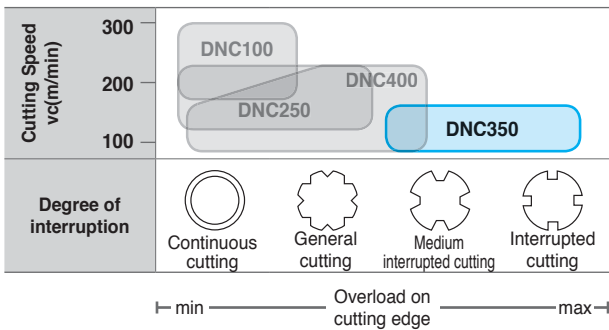 Cutting Speed
vc(m/min)
300
200
100
DNC100
DNC400
DNC250
DNC350
Degree of
interruption
Continuous
cutting
General
cutting
Medium
interrupted cutting
Interrupted
cutting
min
Overload on
cutting edge
max